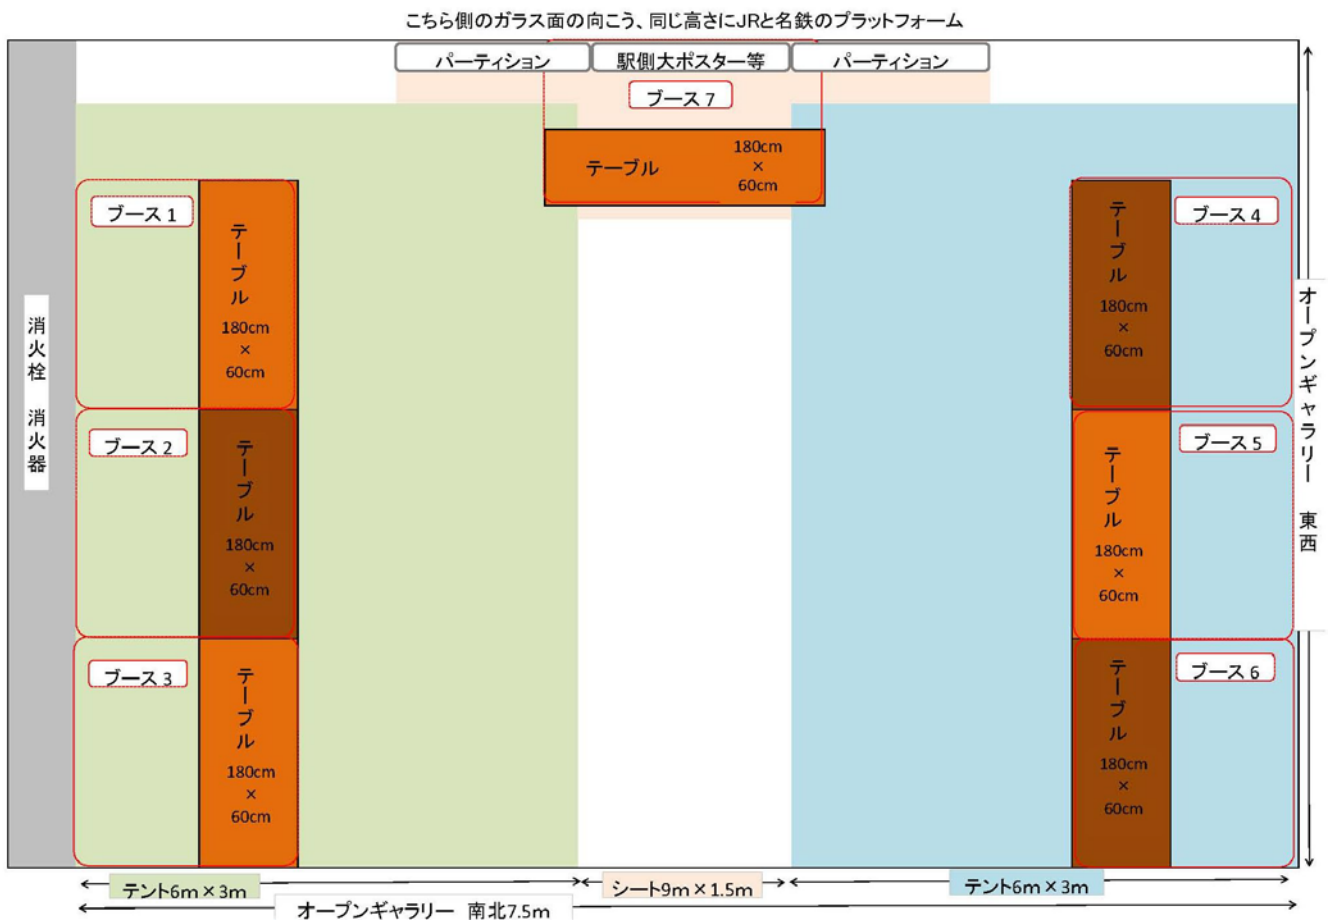 こちら側のガラス面の向こう、同じ高さにJRと名鉄のプラットフォーム
パーティション
駅側大ポスター等
パーティション
ブース7
テーブル
180cm
×
60cm
ブース1
テーブル
180cm
×
60cm
ブース4
テーブル
180cm
×
60cm
消火栓 消火器
オープンギャラリー 東西
ブース2
テーブル
180cm
×
60cm
ブース5
テーブル
180cm
×
60cm
ブース3
テーブル
180cm
×
60cm
ブース6
テーブル
180cm
×
60cm
テント6m×3m
シート9m×1.5m
テント6m×3m
オープンギャラリー 南北7.5m